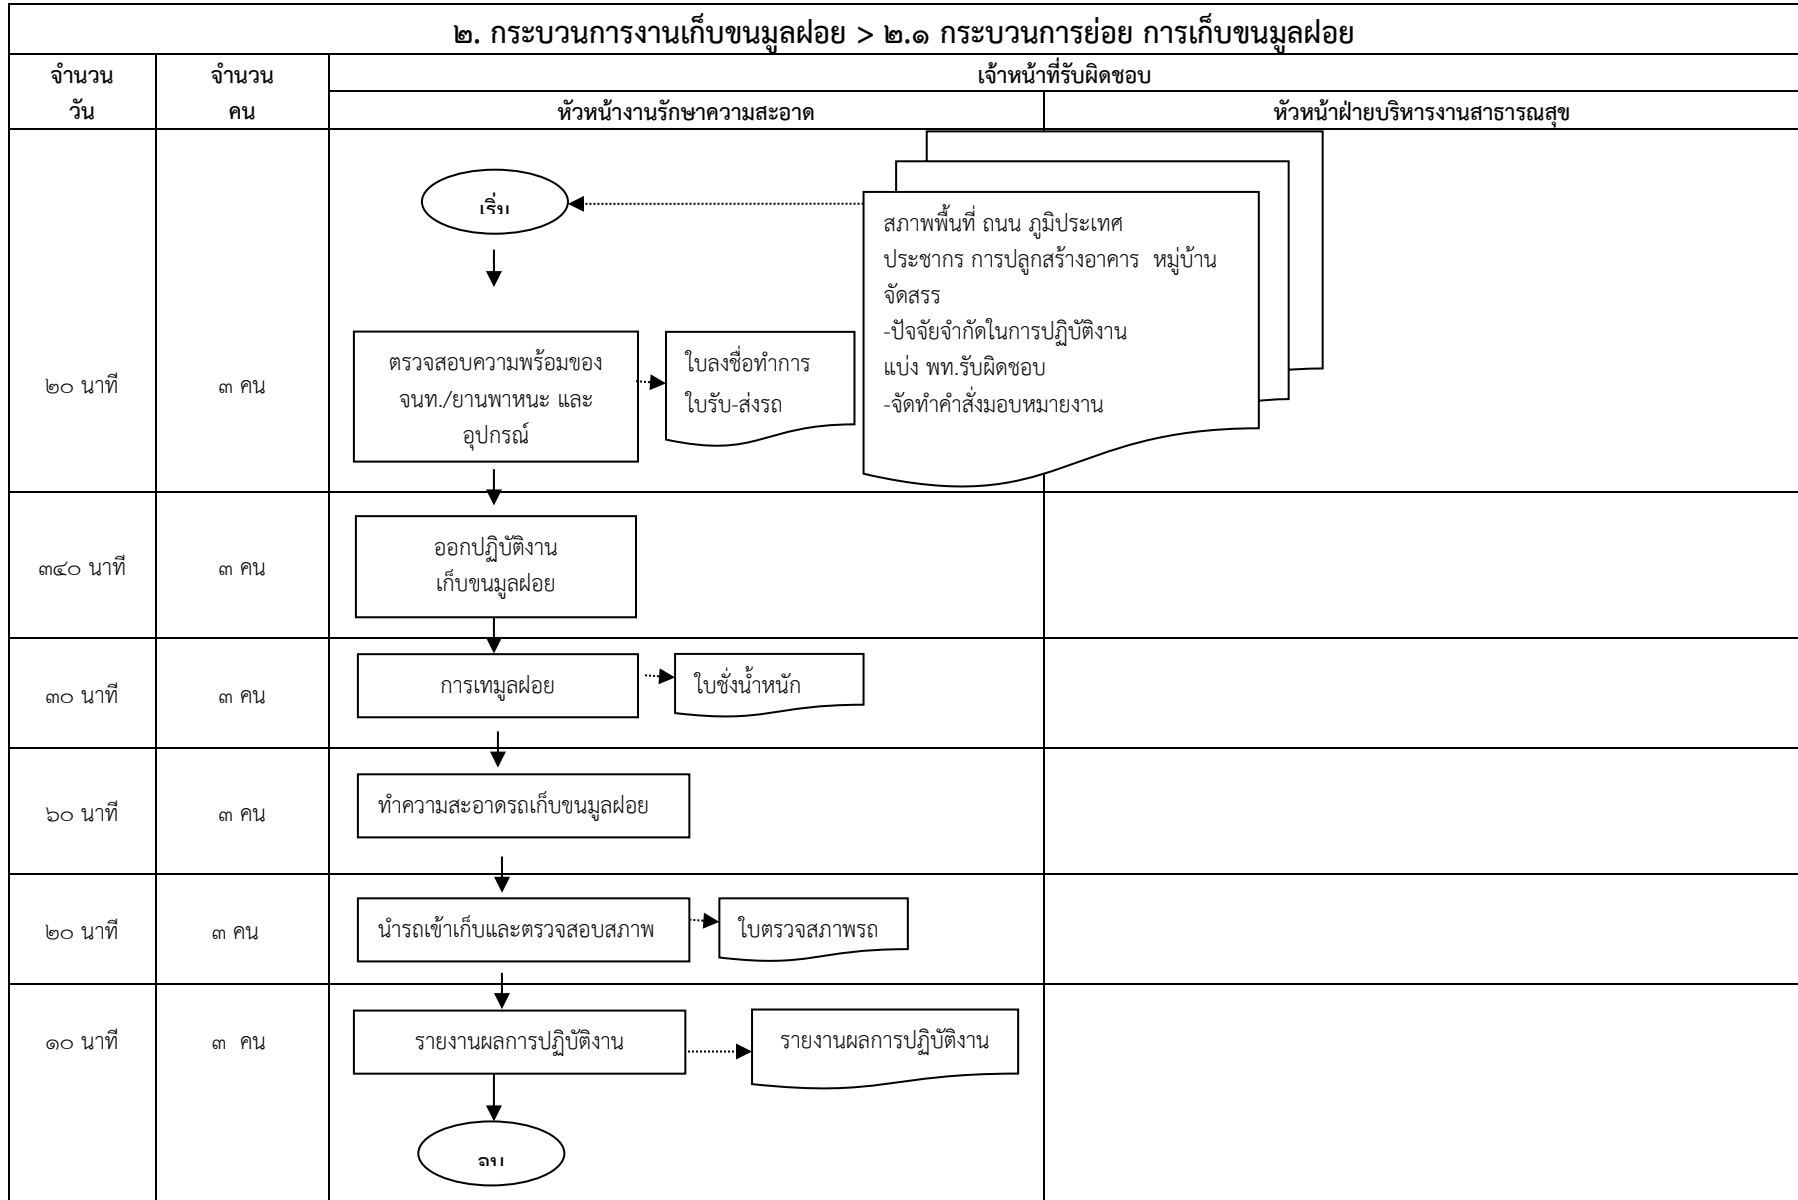 ๒. กระบวนการงานเก็บขนมูลฝอย > ๒.๑ กระบวนการย่อย การเก็บขนมูลฝอย
จำนวน
วัน
จำนวน
คน
เจ้าหน้าที่รับผิดชอบ
หัวหน้างานรักษาความสะอาด
หัวหน้าฝ่ายบริหารงานสาธารณสุข
เริ่ม
สภาพพื้นที่ ถนน ภูมิประเทศ
ประชากร การปลูกสร้างอาคาร หมู่บ้าน
จัดสรร
-ปัจจัยจำกัดในการปฏิบัติงาน
แบ่ง พท.รับผิดชอบ
-จัดทำคำสั่งมอบหมายงาน
๒๐ นาที
๓ คน
ตรวจสอบความพร้อมของ
จนท./ยานพาหนะ และ
อุปกรณ์
ใบลงชื่อทำการ
ใบรับ-ส่งรถ
๓๔๐ นาที
๓ คน
ออกปฏิบัติงาน
เก็บขนมูลฝอย
๓๐ นาที
๓ คน
การเทมูลฝอย
ใบชั่งน้ำหนัก
๖๐ นาที
๓ คน
ทำความสะอาดรถเก็บขนมูลฝอย
๒๐ นาที
๓ คน
นำรถเข้าเก็บและตรวจสอบสภาพ
ใบตรวจสภาพรถ
๑๐ นาที
๓ คน
รายงานผลการปฏิบัติงาน
รายงานผลการปฏิบัติงาน
จบ